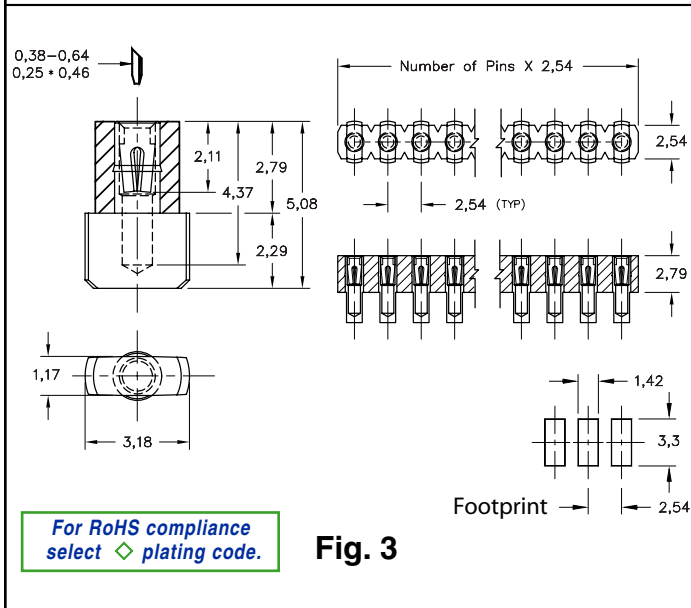 0,38–0,64
0,25 * 0,46
Number of Pins X 2,54
2,11
2,79
4,37
5,08
2,29
2,54
2,54 (TYP)
2,79
1,17
3,18
1,42
3,3
Footprint
2,54
For RoHS compliance
select ◇ plating code.
Fig. 3